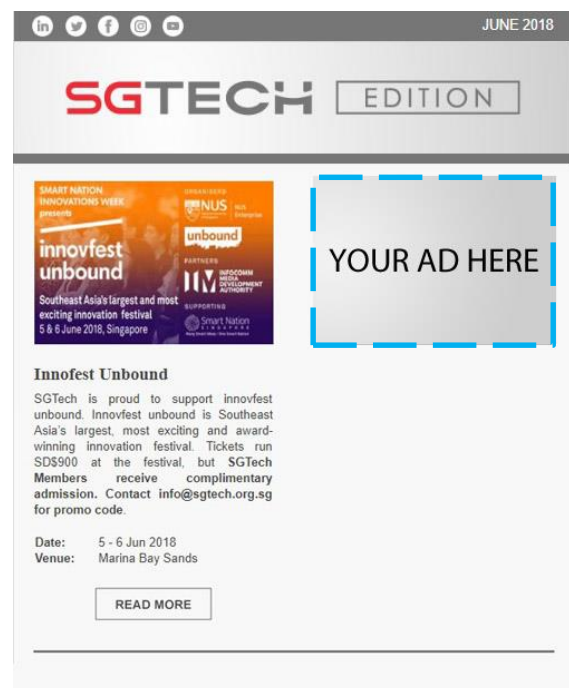 JUNE 2018
SGTECH EDITION
SMART NATION
INNOVATIONS WEEK
presents
innovfest
unbound
Southeast Asia's largest and most
exciting innovation festival
5 & 6 June 2018, Singapore
ORGANISERS
NUS
NUS
Enterprise
unbound
PARTNERS
INFOCOMM
MEDIA
DEVELOPMENT
AUTHORITY
SUPPORTING
Smart Nation
SINGAPORE
YOUR AD HERE
Innofest Unbound
SGTech is proud to support innovfest
unbound. Innovfest unbound is Southeast
Asia's largest, most exciting and award-
winning innovation festival. Tickets run
SD$900 at the festival, but SGTech
Members receive complimentary
admission. Contact info@sgtech.org.sg
for promo code.
Date: 5 - 6 Jun 2018
Venue: Marina Bay Sands
READ MORE